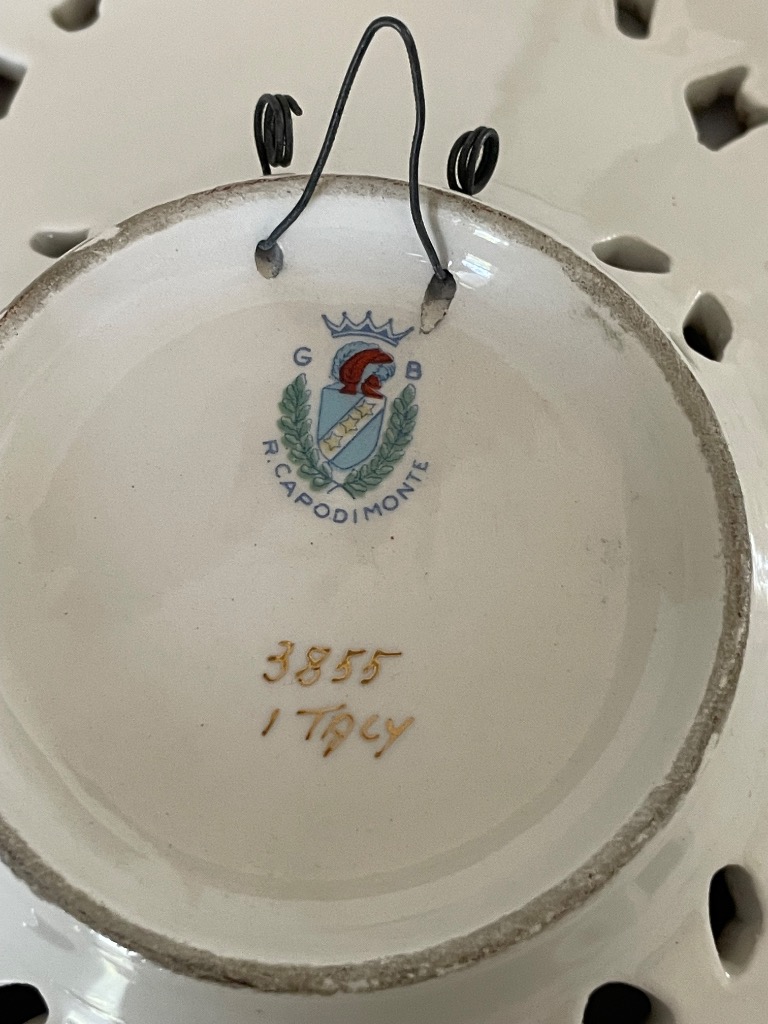 G B
R. CAPODIMONTE
3855
ITALY